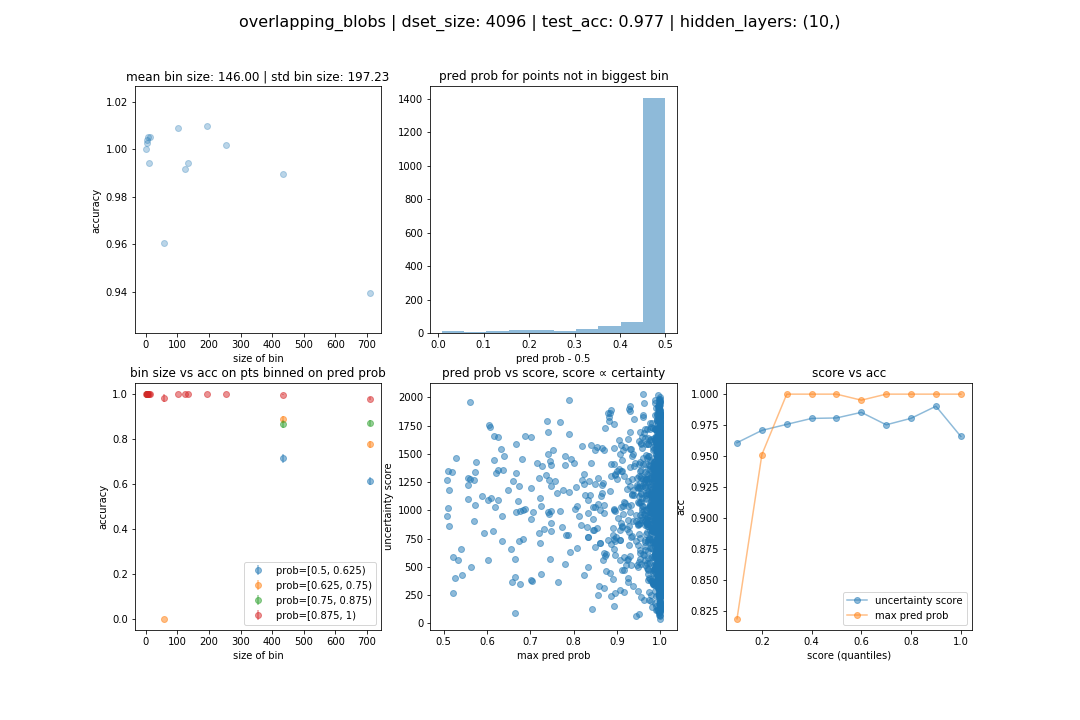 overlapping_blobs | dset_size: 4096 | test_acc: 0.977 | hidden_layers: (10,)
mean bin size: 146.00 | std bin size: 197.23
1.02
1.00
0.98
0.96
0.94
accuracy
0 100 200 300 400 500 600 700
size of bin
pred prob for points not in biggest bin
1400
1200
1000
800
600
400
200
0
0.0 0.1 0.2 0.3 0.4 0.5
pred prob - 0.5
bin size vs acc on pts binned on pred prob
1.0
0.8
0.6
0.4
0.2
0.0
accuracy
prob=[0.5, 0.625)
prob=[0.625, 0.75)
prob=[0.75, 0.875)
prob=[0.875, 1)
0 100 200 300 400 500 600 700
size of bin
pred prob vs score, score ∝ certainty
2000
1750
1500
1250
1000
750
500
250
0
uncertainty score
0.5 0.6 0.7 0.8 0.9 1.0
max pred prob
score vs acc
1.000
0.975
0.950
0.925
0.900
0.875
0.850
0.825
acc
uncertainty score
max pred prob
0.2 0.4 0.6 0.8 1.0
score (quantiles)